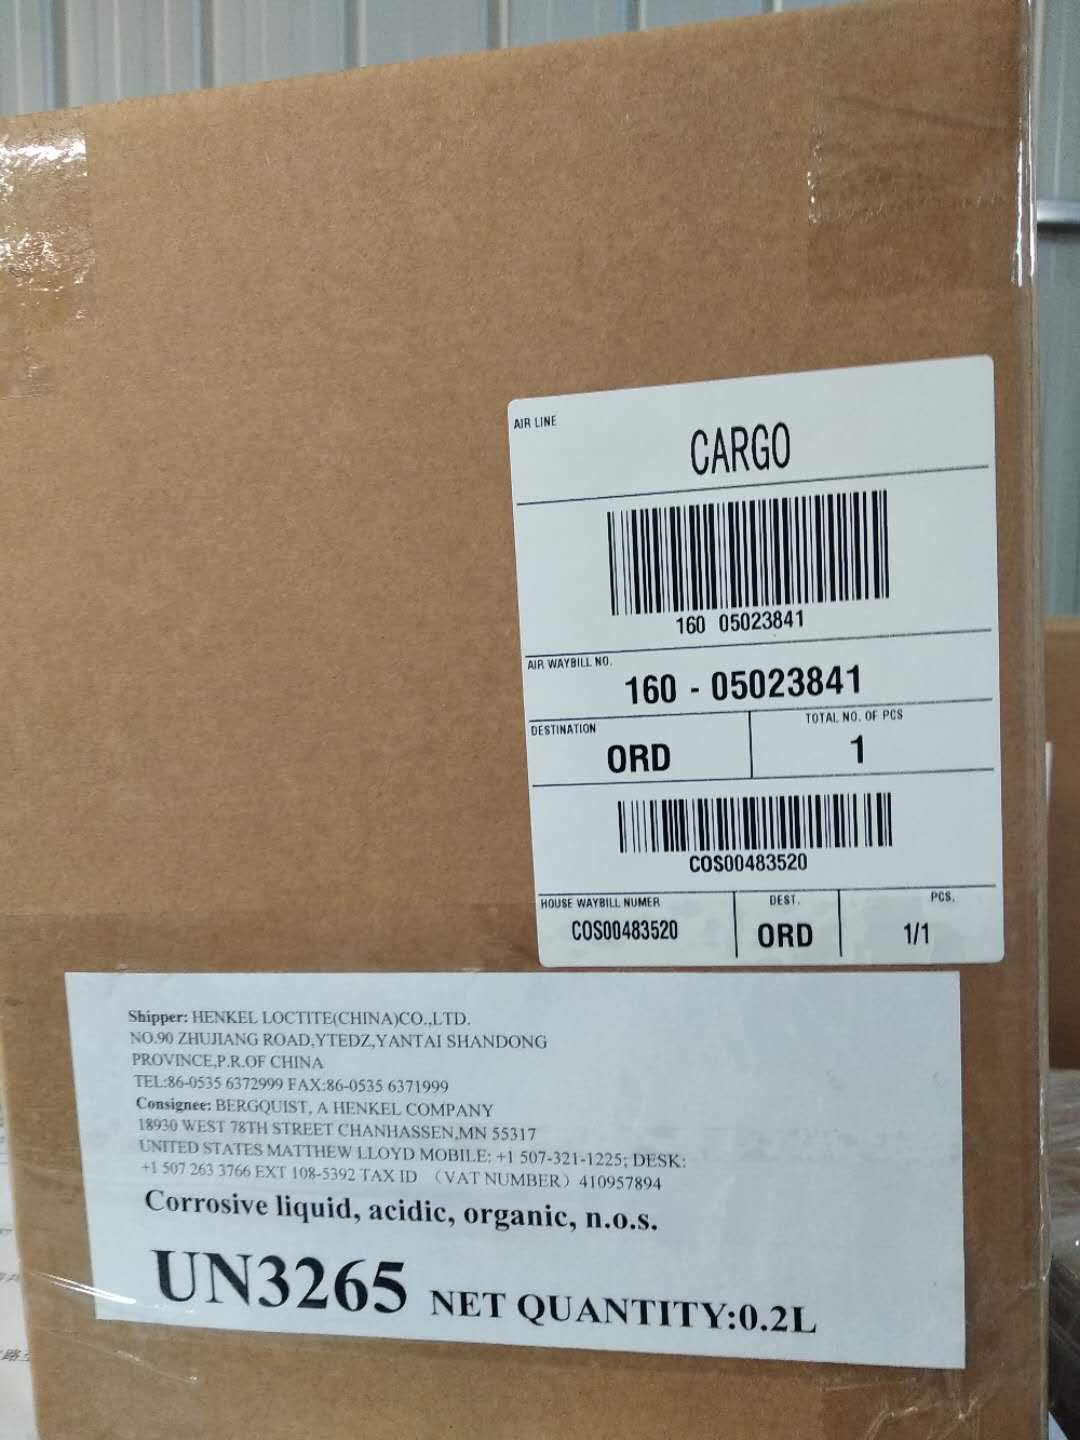 AIR LINE
CARGO
160 05023841
AIR WAYBILL NO.
160 - 05023841
DESTINATION
ORD
TOTAL NO. OF PCS
1
COS00483520
HOUSE WAYBILL NUMER
COS00483520
DEST.
ORD
PCS.
1/1
Shipper: HENKEL LOCTITE(CHINA)CO.,LTD.
NO.90 ZHUJIANG ROAD,YTEDZ,YANTAI SHANDONG
PROVINCE,P.R.OF CHINA
TEL:86-0535 6372999 FAX:86-0535 6371999
Consignee: BERGQUIST, A HENKEL COMPANY
18930 WEST 78TH STREET CHANHASSEN,MN 55317
UNITED STATES MATTHEW LLOYD MOBILE: +1 507-321-1225; DESK:
+1 507 263 3766 EXT 108-5392 TAX ID （VAT NUMBER）410957894
Corrosive liquid, acidic, organic, n.o.s.
UN3265 NET QUANTITY:0.2L